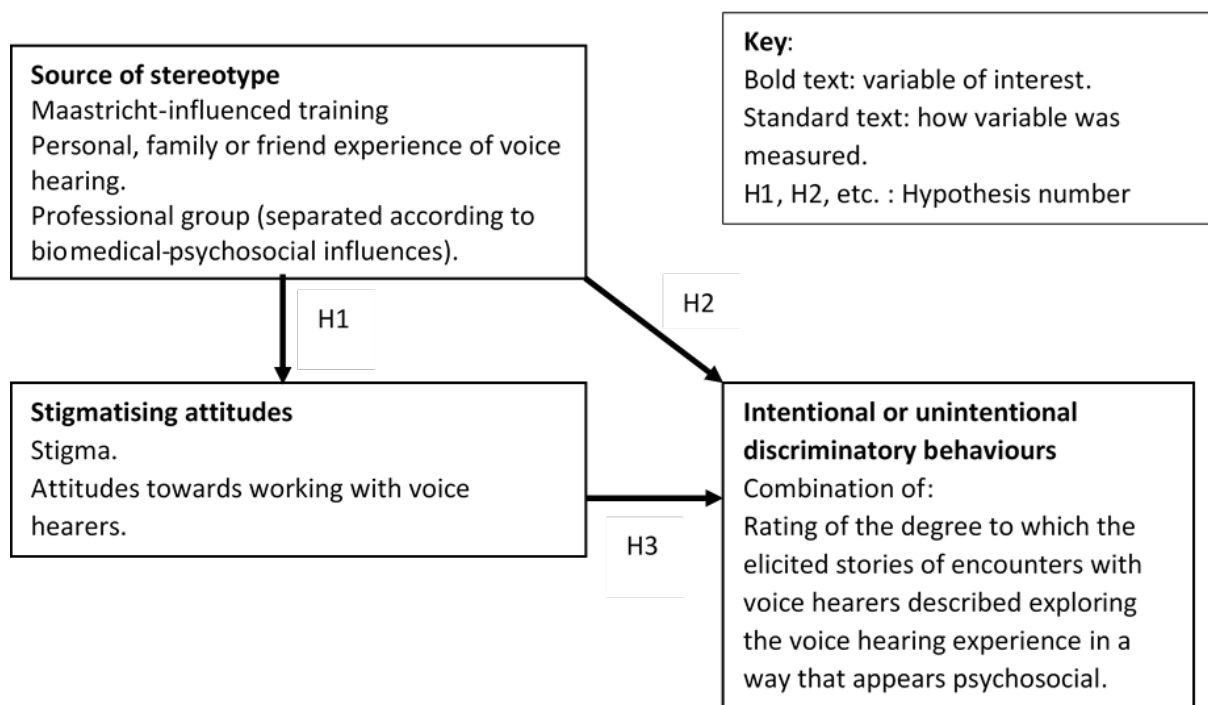 Source of stereotype
Maastricht-influenced training
Personal, family or friend experience of voice
hearing.
Professional group (separated according to
biomedical-psychosocial influences).
Key:
Bold text: variable of interest.
Standard text: how variable was
measured.
H1, H2, etc. : Hypothesis number
H1
H2
Stigmatising attitudes
Stigma.
Attitudes towards working with voice
hearers.
H3
Intentional or unintentional
discriminatory behaviours
Combination of:
Rating of the degree to which the
elicited stories of encounters with
voice hearers described exploring
the voice hearing experience in a
way that appears psychosocial.